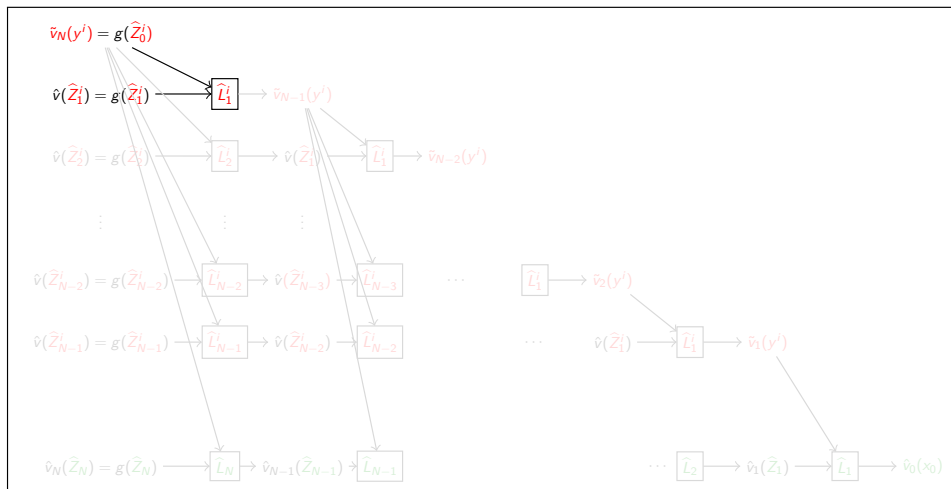 ṽ_N(y^i) = g(Ẑ_0^i)
v̂(Ẑ_1^i) = g(Ẑ_1^i) L̂_1^i ṽ_{N−1}(y^i)
v̂(Ẑ_2^i) = g(Ẑ_2^i) L̂_2^i v̂(Ẑ_1^i) L̂_1^i ṽ_{N−2}(y^i)
⋮ ⋮ ⋮
v̂(Ẑ_{N−2}^i) = g(Ẑ_{N−2}^i) L̂_{N−2}^i v̂(Ẑ_{N−3}^i) L̂_{N−3}^i ⋯ L̂_1^i ṽ_2(y^i)
v̂(Ẑ_{N−1}^i) = g(Ẑ_{N−1}^i) L̂_{N−1}^i v̂(Ẑ_{N−2}^i) L̂_{N−2}^i ⋯ v̂(Ẑ_1^i) L̂_1^i ṽ_1(y^i)
v̂_N(Ẑ_N) = g(Ẑ_N) L̂_N v̂_{N−1}(Ẑ_{N−1}) L̂_{N−1} ⋯ L̂_2 v̂_1(Ẑ_1) L̂_1 v̂_0(x_0)